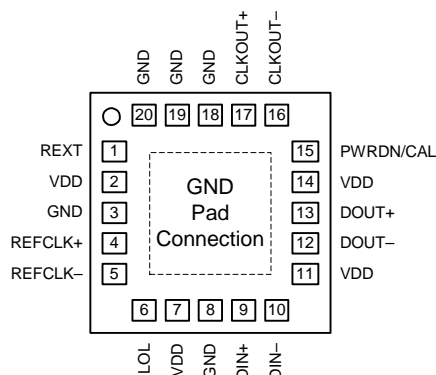 GND
GND
GND
CLKOUT+
CLKOUT–
20
19
18
17
16
REXT
1
15
PWRDN/CAL
VDD
2
14
VDD
GND
3
13
DOUT+
REFCLK+
4
12
DOUT–
REFCLK–
5
11
VDD
GND
Pad
Connection
6
7
8
9
10
LOL
VDD
GND
DIN+
DIN–